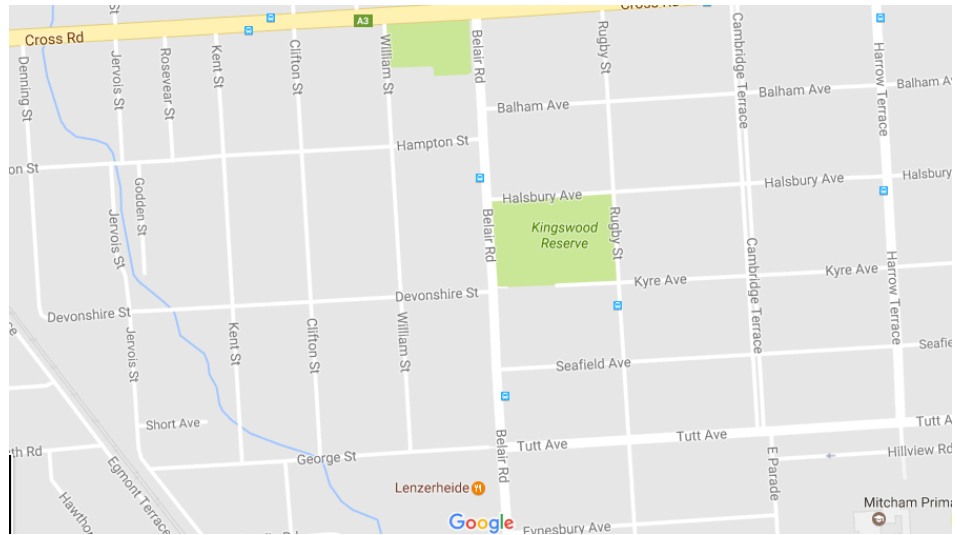 A3
Cross Rd
Cross Rd
Denning St
Jervois St
Rosevear St
Kent St
Clifton St
William St
Belair Rd
Rugby St
Cambridge Terrace
Harrow Terrace
Balham Ave
Balham Ave
Balham A
Hampton St
on St
Halsbury Ave
Halsbury Ave
Halsbury
Godden St
Jervois St
Belair Rd
Kingswood
Reserve
Rugby St
Kyre Ave
Kyre Ave
Cambridge Terrace
Harrow Terrace
Devonshire St
Devonshire St
Jervois St
Kent St
Clifton St
William St
Seafield Ave
Seafie
Short Ave
Belair Rd
Tutt Ave
Tutt Ave
Tutt A
th Rd
Egmont Terrace
George St
E Parade
Hillview Rd
Lenzerheide
Hawtho
Google
Eynesbury Ave
Mitcham Prima